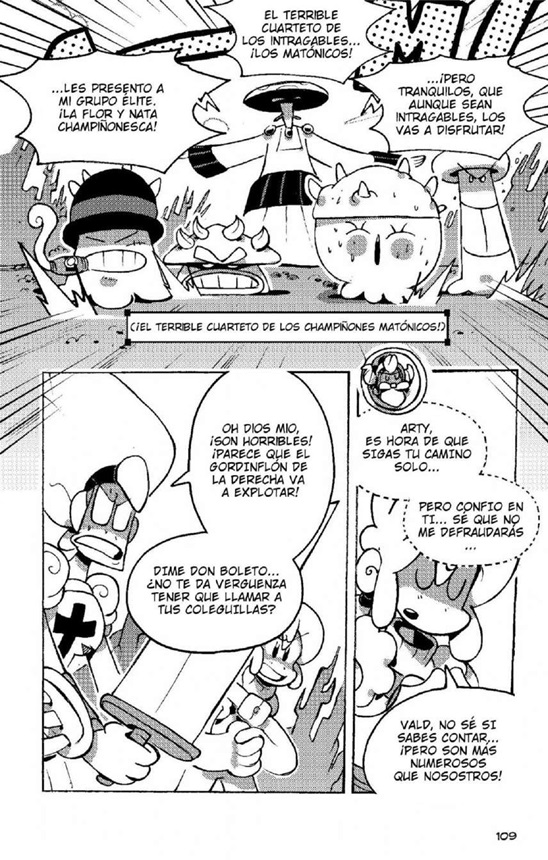 ...LES PRESENTO A
MI GRUPO ÉLITE.
¡LA FLOR Y NATA
CHAMPIÑONESCA!
EL TERRIBLE
CUARTETO DE
LOS INTRAGABLES...
¡LOS MATÓNICOS!
...¡PERO
TRANQUILOS, QUE
AUNQUE SEAN
INTRAGABLES, LOS
VAS A DISFRUTAR!
(¡EL TERRIBLE CUARTETO DE LOS CHAMPIÑONES MATÓNICOS!)
OH DIOS MIO,
¡SON HORRIBLES!
¡PARECE QUE EL
GORDINFLÓN DE
LA DERECHA VA
A EXPLOTAR!
DIME DON BOLETO...
¿NO TE DA VERGUENZA
TENER QUE LLAMAR A
TUS COLEGUILLAS?
ARTY,
ES HORA DE QUE
SIGAS TU CAMINO
SOLO...
PERO CONFIO EN
TI... SÉ QUE NO
ME DEFRAUDARÁS
...
VALD, NO SÉ SI
SABES CONTAR...
¡PERO SON MÁS
NUMEROSOS
QUE NOSOSTROS!
109